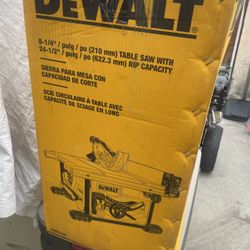 DEWALT
8-1/4" / pulg / po (210 mm) TABLE SAW WITH
24-1/2" / pulg / po (622.3 mm) RIP CAPACITY
SIERRA PARA MESA CON
CAPACIDAD DE CORTE
SCIE CIRCULAIRE À TABLE AVEC
CAPACITÉ DE SCIAGE EN LONG
DEWALT